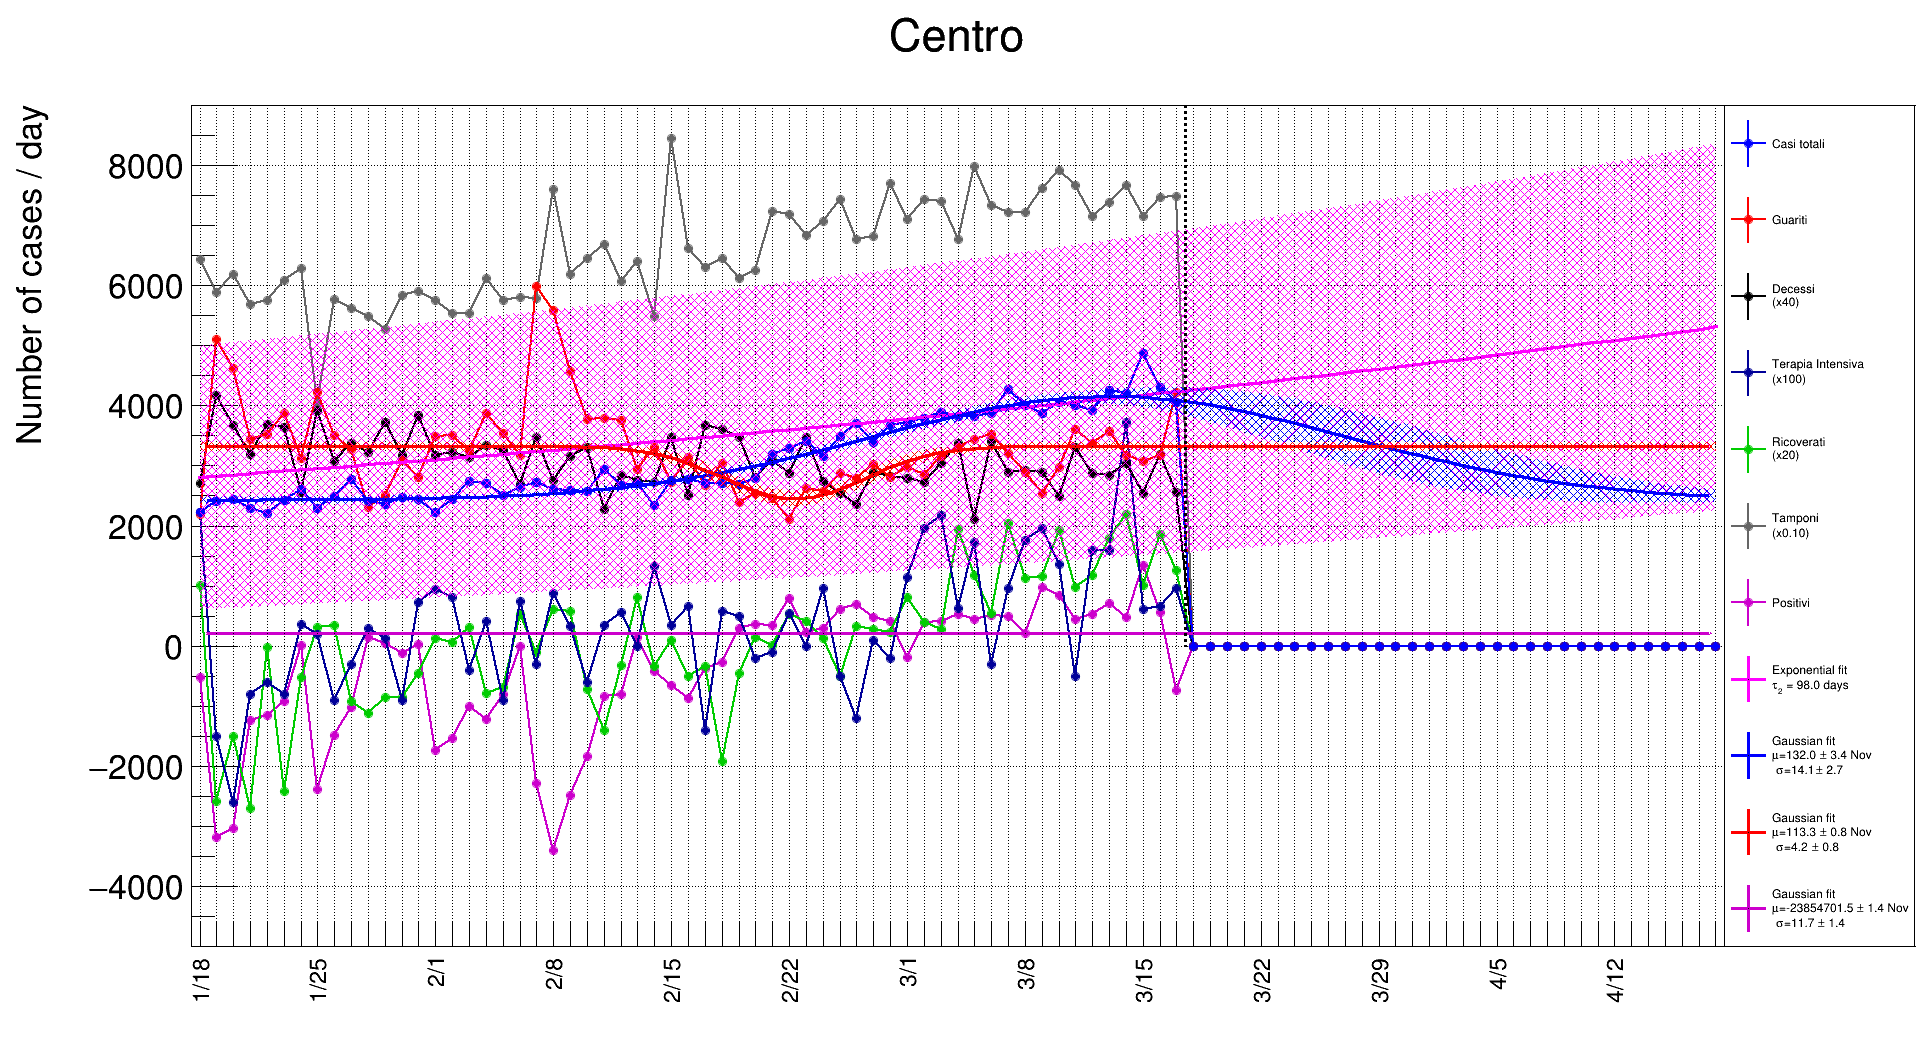 Centro
Number of cases / day
8000
6000
4000
2000
0
−2000
−4000
1/18
1/25
2/1
2/8
2/15
2/22
3/1
3/8
3/15
3/22
3/29
4/5
4/12
Casi totali
Guariti
Decessi
(x40)
Terapia Intensiva
(x100)
Ricoverati
(x20)
Tamponi
(x0.10)
Positivi
Exponential fit
τ2 = 98.0 days
Gaussian fit
μ=132.0 ± 3.4 Nov
σ=14.1 ± 2.7
Gaussian fit
μ=113.3 ± 0.8 Nov
σ=4.2 ± 0.8
Gaussian fit
μ=-23854701.5 ± 1.4 Nov
σ=11.7 ± 1.4